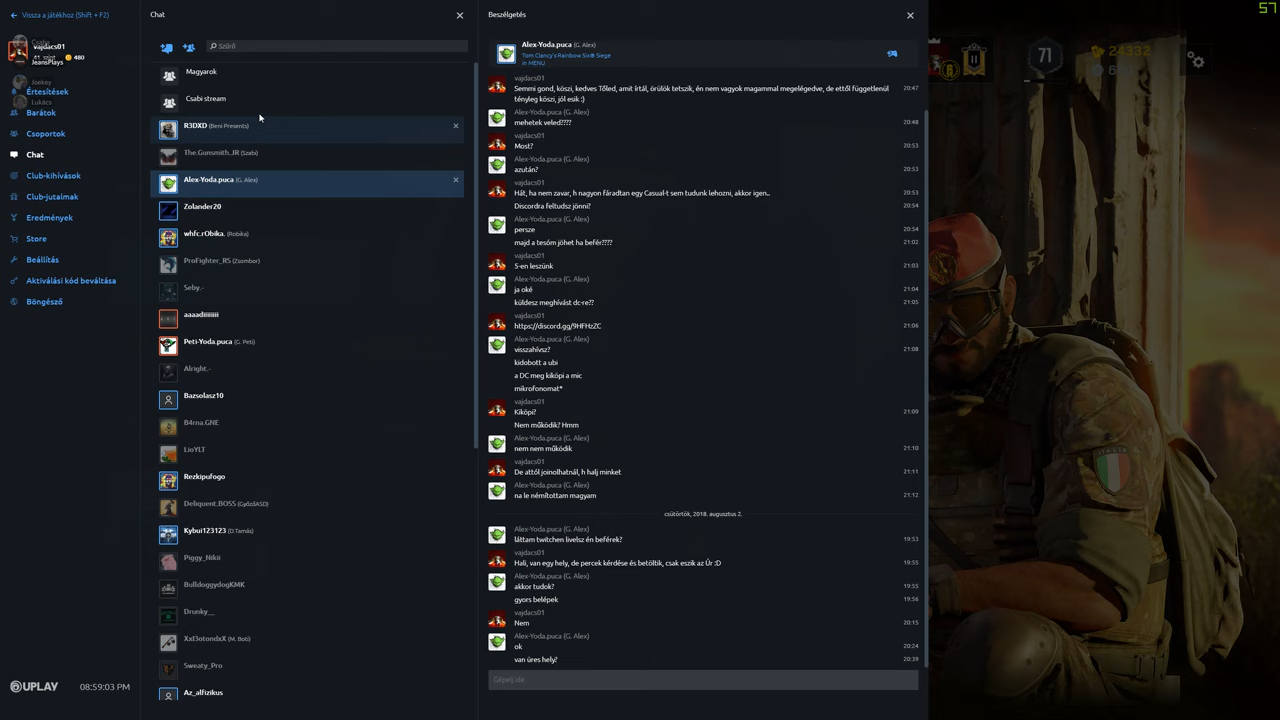 Vissza a játékhoz (Shift + F2)
vajdacs01
480
JeansPlays
Joekey
Értesítések
Lukács
Barátok
Csoportok
Chat
Club-kihívások
Club-jutalmak
Eredmények
Store
Beállítás
Aktiválási kód beváltása
Böngésző
UPLAY
08:59:03 PM
Chat
Szűrő
Magyarok
Csabi stream
R3DXD (Beni Presents)
The.Gunsmith_JR (Szabi)
Alex-Yoda.puca (G. Alex)
Zolander20
whfc.rObika. (Robika)
ProFighter_RS (Zsombor)
Seby.-
aaaadiiiiiiii
Peti-Yoda.puca (G. Peti)
Alright.-
Bazsolasz10
B4rna.GNE
LioYLT
Rezkipufogo
Deliquent.BOSS (GyőzőASD)
Kybui123123 (D.Tamás)
Piggy_Nikii
BulldoggydogKMK
Drunky__
XxI3otondxX (M. Boti)
Sweaty_Pro
Az_alfizikus
Beszélgetés
Alex-Yoda.puca (G. Alex)
Tom Clancy's Rainbow Six® Siege
in MENU
vajdacs01
Semmi gond, köszi, kedves Tőled, amit írtál, örülök tetszik, én nem vagyok magammal megelégedve, de ettől függetlenül 20:47
tényleg köszi, jól esik :)
Alex-Yoda.puca (G. Alex)
mehetek veled???? 20:48
vajdacs01
Most? 20:53
Alex-Yoda.puca (G. Alex)
azután? 20:53
vajdacs01
Hát, ha nem zavar, h nagyon fáradtan egy Casual-t sem tudunk lehozni, akkor igen.. 20:53
Discordra feltudsz jönni? 20:54
Alex-Yoda.puca (G. Alex)
persze 20:54
majd a tesóm jöhet ha befér???? 21:02
vajdacs01
5-en leszünk 21:03
Alex-Yoda.puca (G. Alex)
ja oké 21:04
küldesz meghívást dc-re?? 21:05
vajdacs01
https://discord.gg/9HFHzZC 21:06
Alex-Yoda.puca (G. Alex)
visszahívsz? 21:08
kidobott a ubi
a DC meg kiköpi a mic
mikrofonomat*
vajdacs01
Kiköpi? 21:09
Nem működik? Hmm
Alex-Yoda.puca (G. Alex)
nem nem működik 21:10
vajdacs01
De attól joinolhatnál, h halj minket 21:11
Alex-Yoda.puca (G. Alex)
na le némítottam magyam 21:12
csütörtök, 2018. augusztus 2.
Alex-Yoda.puca (G. Alex)
láttam twitchen livelsz én beférek? 19:53
vajdacs01
Hali, van egy hely, de percek kérdése és betöltik, csak eszik az Úr :D 19:55
Alex-Yoda.puca (G. Alex)
akkor tudok? 19:55
gyors belépek 19:56
vajdacs01
Nem 20:15
Alex-Yoda.puca (G. Alex)
ok 20:24
van üres hely? 20:39
Gépelj ide
57
71
24332
ITALIA